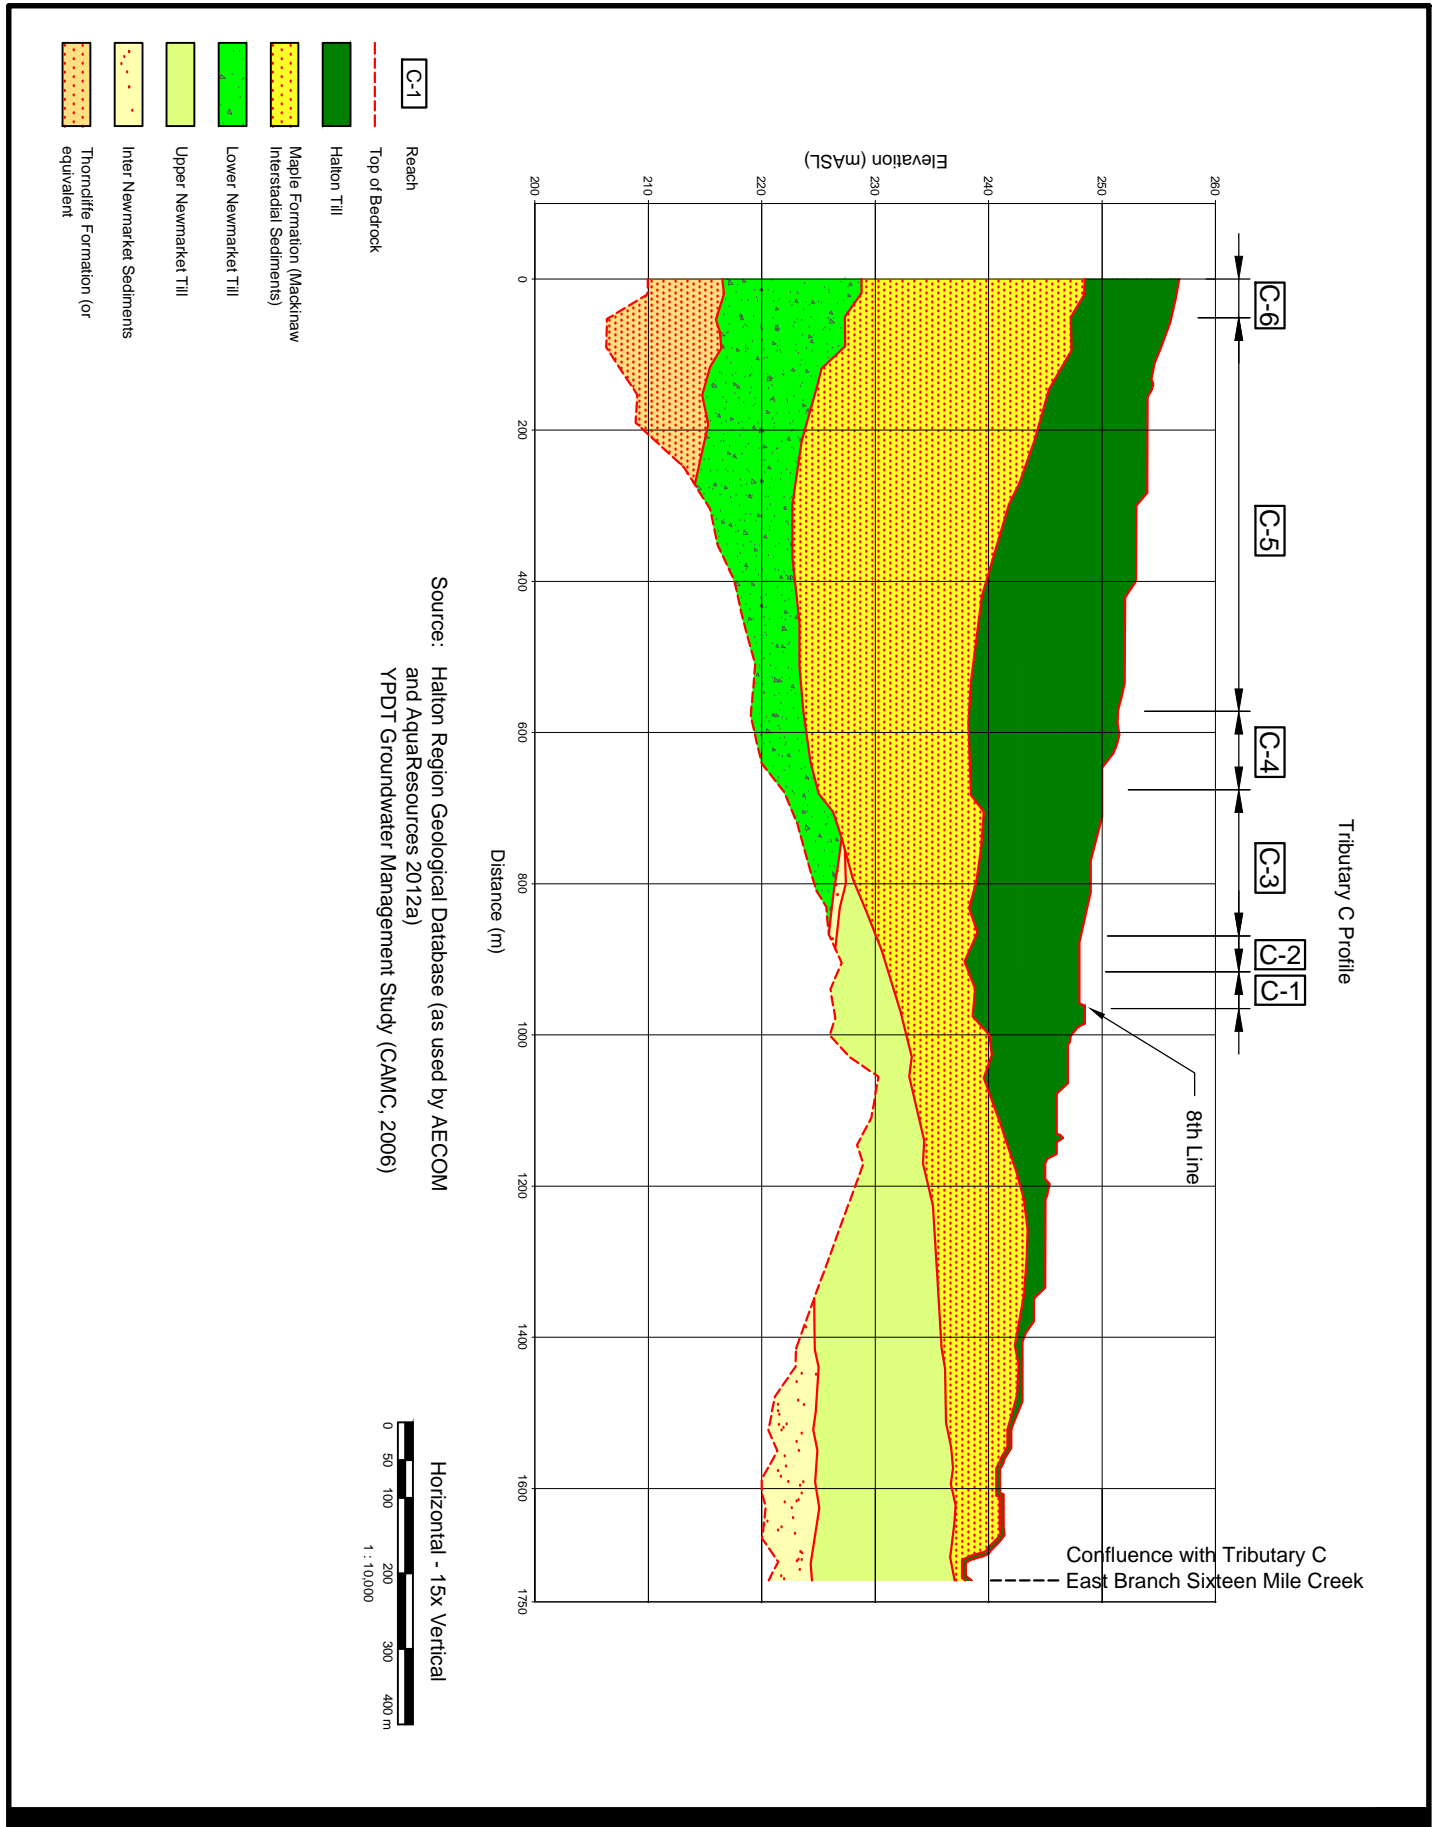 Tributary C Profile
C-6
C-5
C-4
C-3
C-2
C-1
8th Line
Confluence with Tributary C
East Branch Sixteen Mile Creek
Elevation (mASL)
260
250
240
230
220
210
200
0
200
400
600
800
1000
1200
1400
1600
1750
Distance (m)
Source: Halton Region Geological Database (as used by AECOM
and AquaResources 2012a)
YPDT Groundwater Management Study (CAMC, 2006)
Horizontal - 15x Vertical
0
50
100
200
300
400 m
1 : 10,000
C-1
Reach
Top of Bedrock
Halton Till
Maple Formation (Mackinaw
Interstadial Sediments)
Lower Newmarket Till
Upper Newmarket Till
Inter Newmarket Sediments
Thorncliffe Formation (or
equivalent